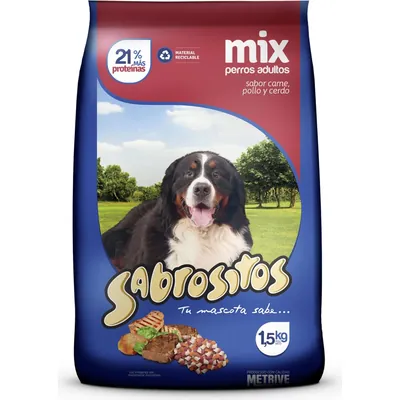 21%
MÁS
proteínas
MATERIAL
RECICLABLE
mix
perros adultos
sabor carne,
pollo y cerdo
SABROSITOS
Tu mascota sabe...
1,5kg
METRIVE